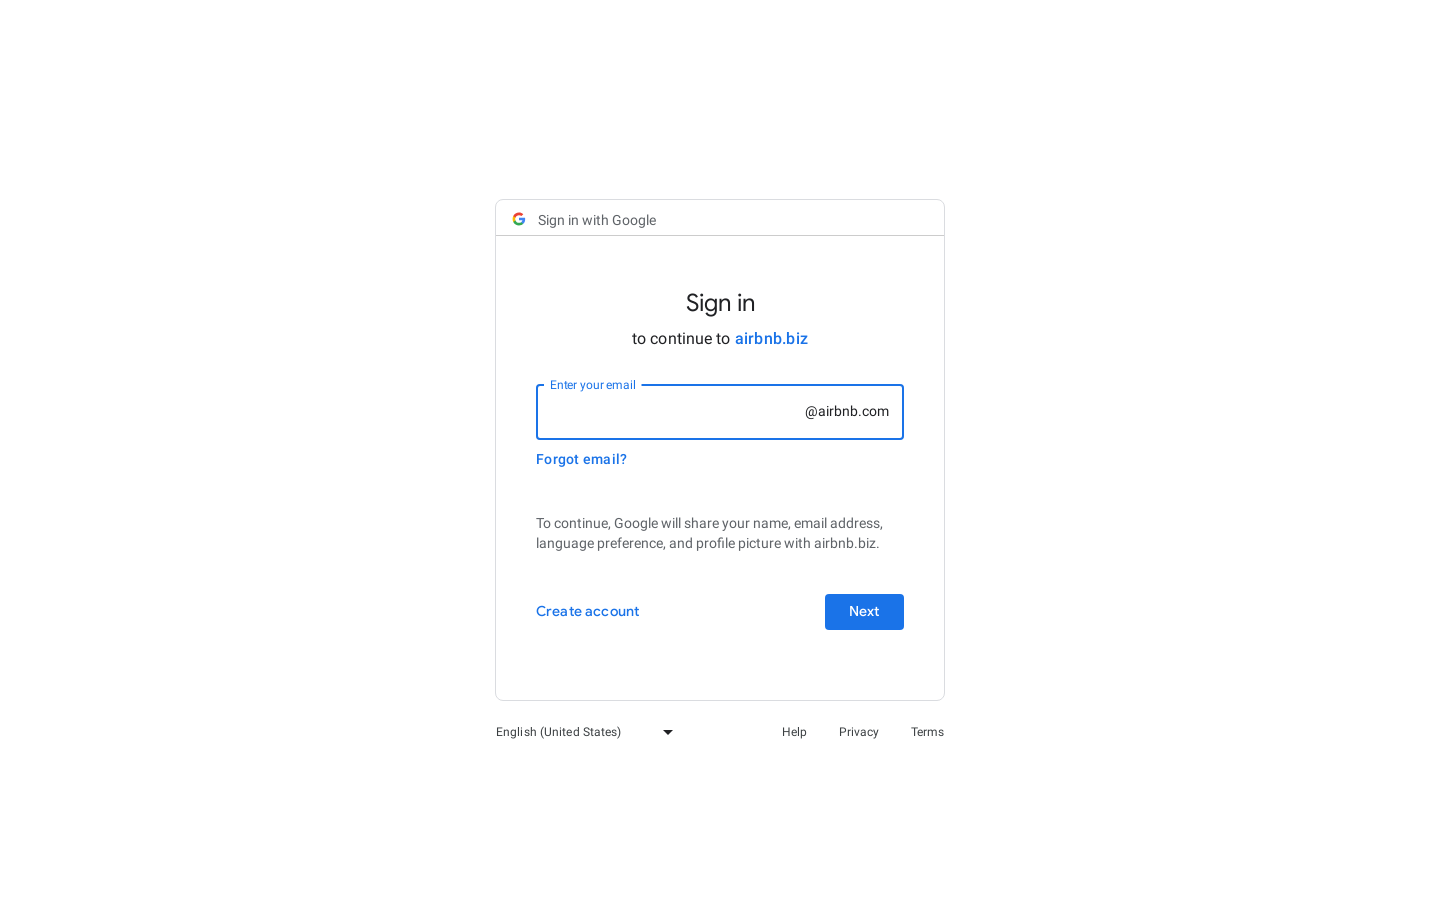 Sign in with Google
Sign in
to continue to airbnb.biz
Enter your email
@airbnb.com
Forgot email?
To continue, Google will share your name, email address,
language preference, and profile picture with airbnb.biz.
Create account
Next
English (United States)
Help
Privacy
Terms